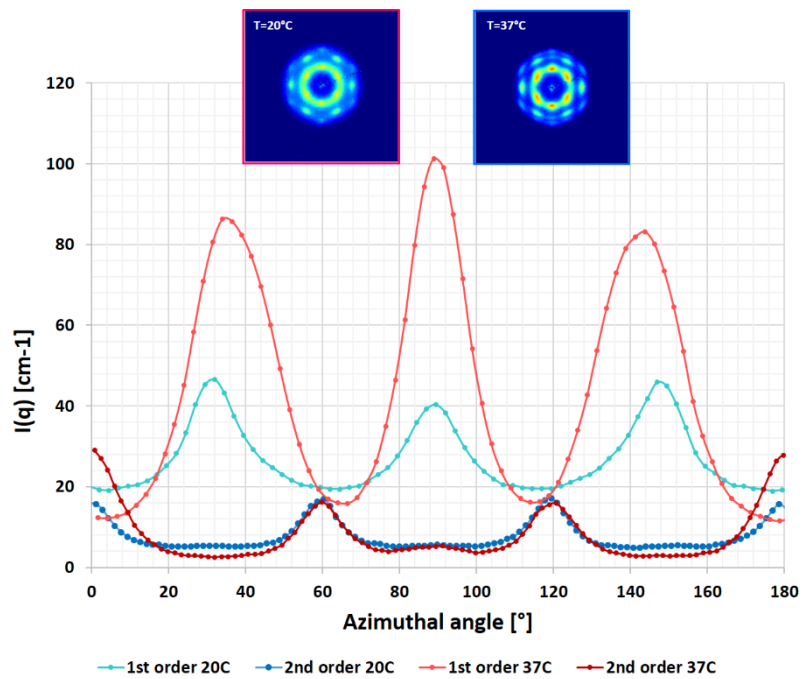 T=20°C
T=37°C
120
100
80
60
40
20
0
I(q) [cm-1]
0 20 40 60 80 100 120 140 160 180
Azimuthal angle [°]
1st order 20C 2nd order 20C 1st order 37C 2nd order 37C